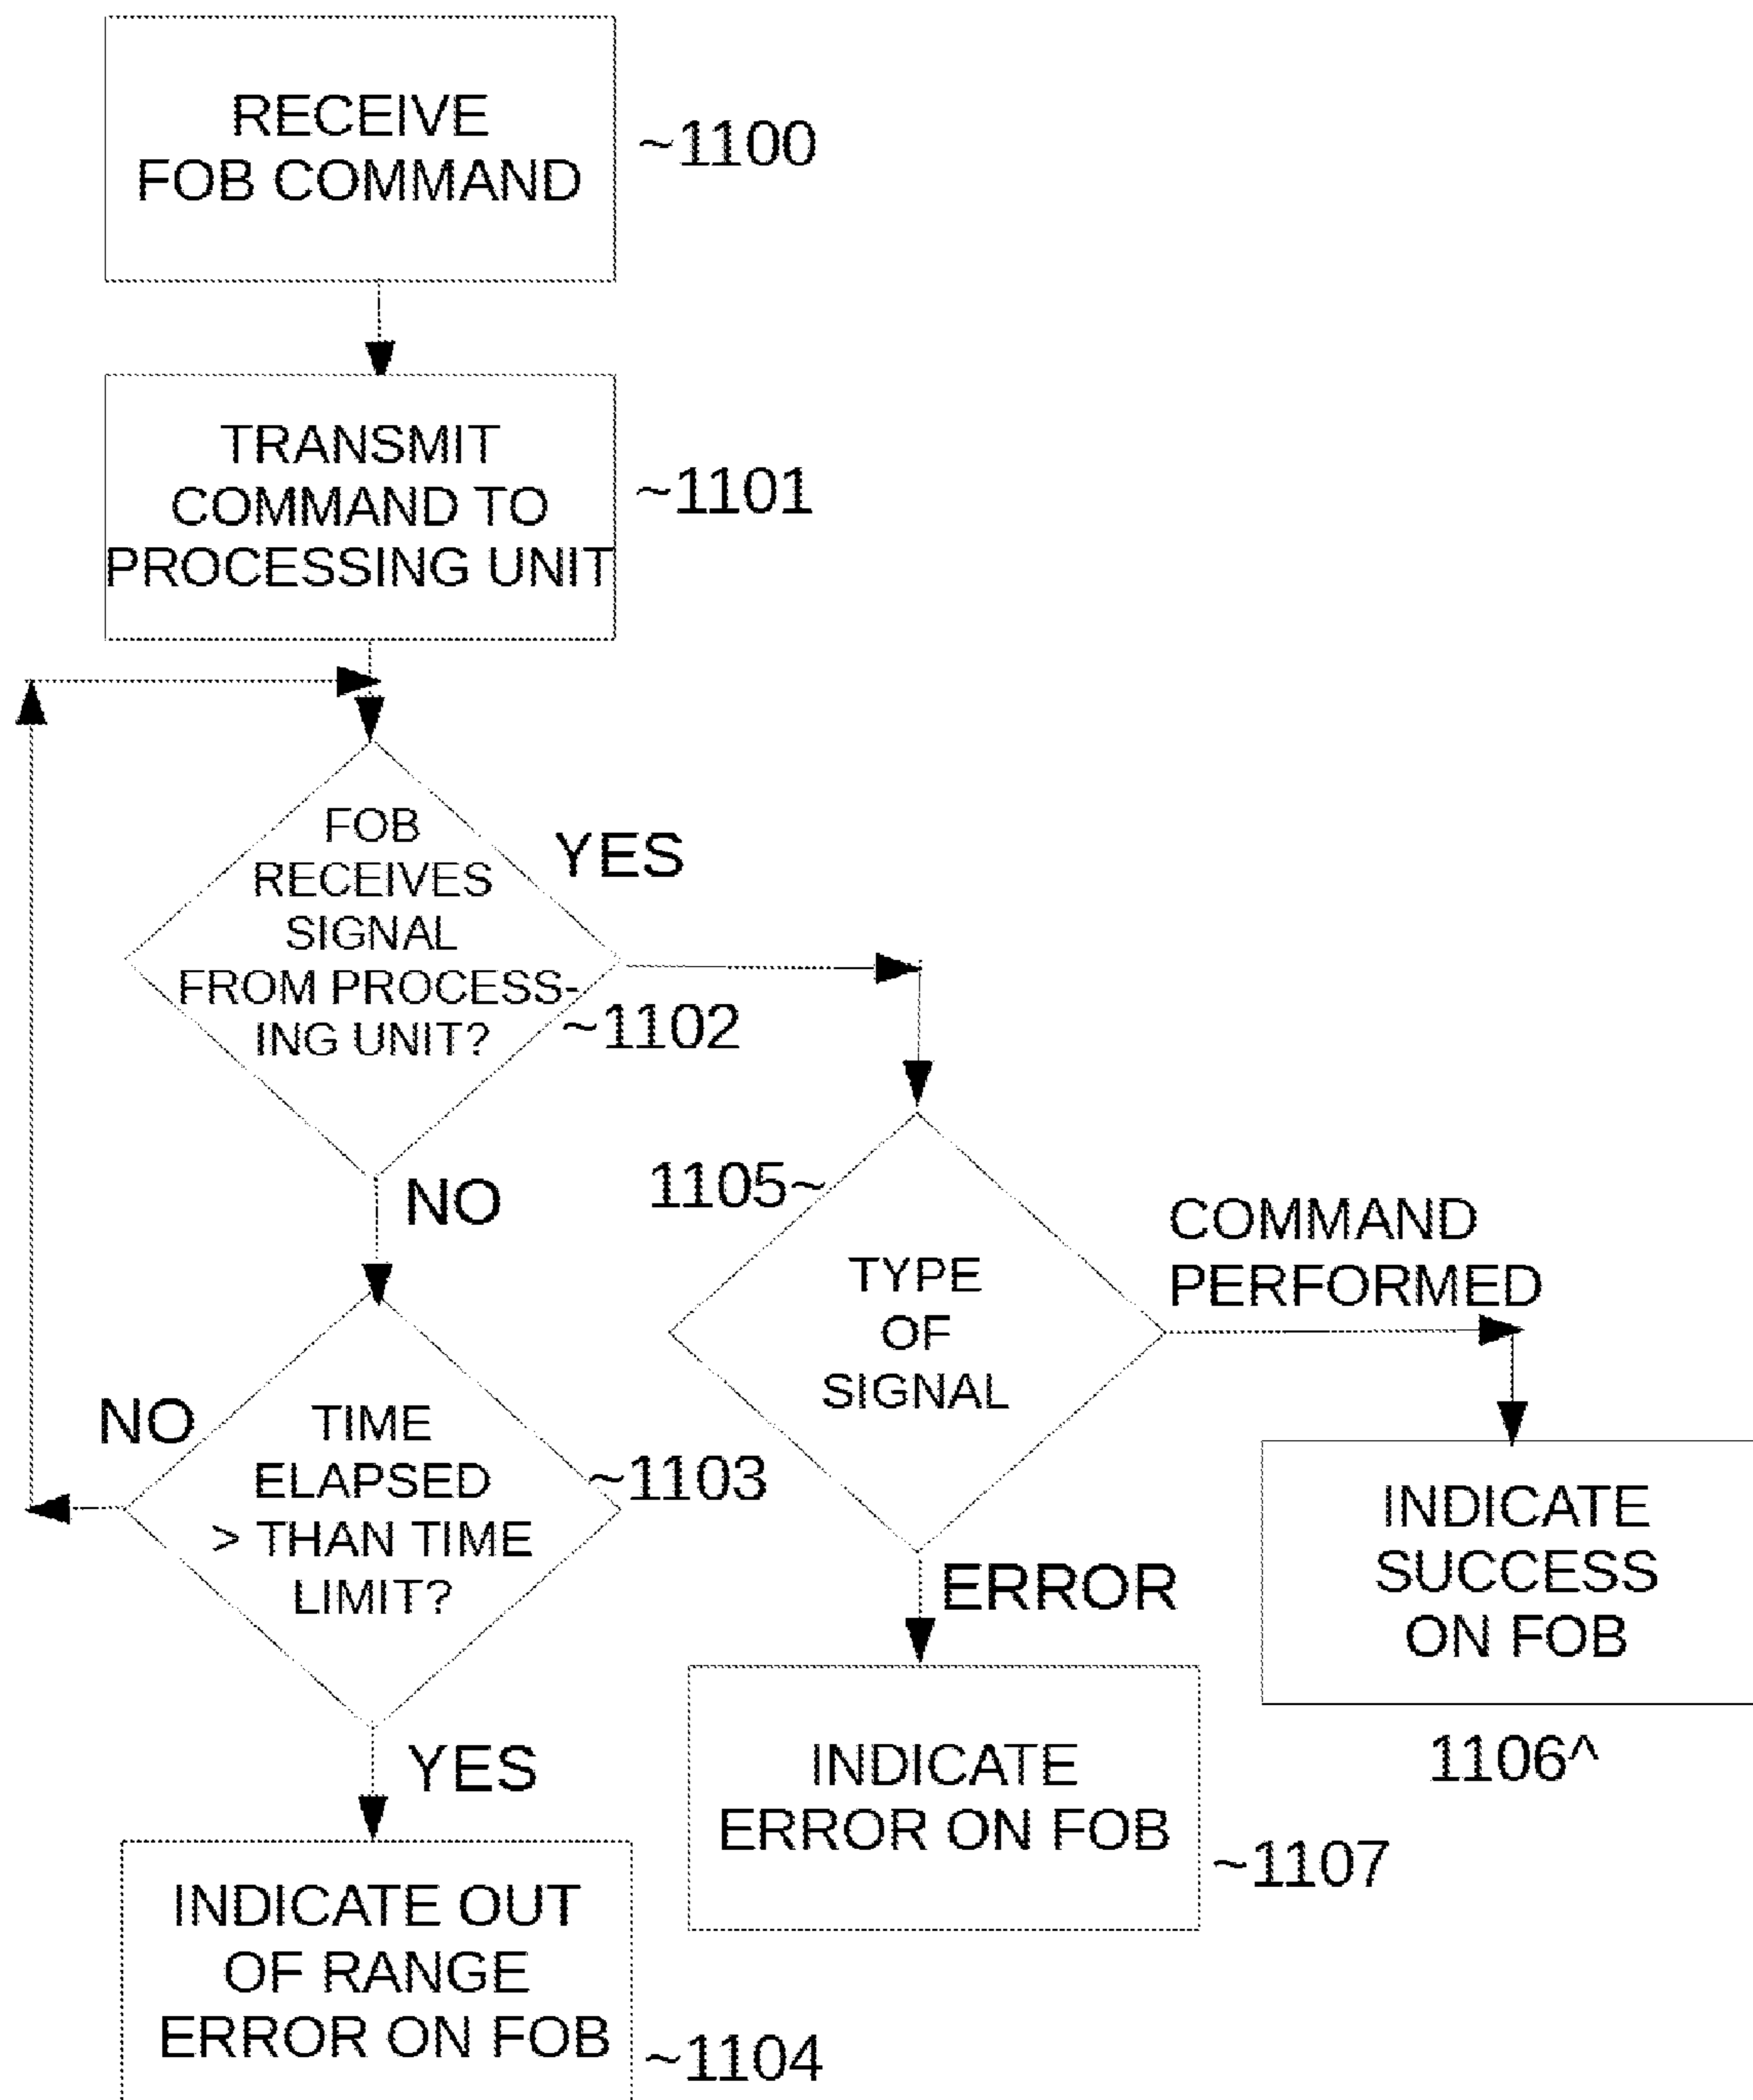 RECEIVE
FOB COMMAND
~1100
TRANSMIT
COMMAND TO
PROCESSING UNIT
~1101
FOB
RECEIVES
SIGNAL
FROM PROCESS-
ING UNIT?
YES
~1102
NO
1105~
TYPE
OF
SIGNAL
COMMAND
PERFORMED
NO
TIME
ELAPSED
> THAN TIME
LIMIT?
~1103
ERROR
INDICATE
SUCCESS
ON FOB
1106^
YES
INDICATE
ERROR ON FOB
~1107
INDICATE OUT
OF RANGE
ERROR ON FOB
~1104